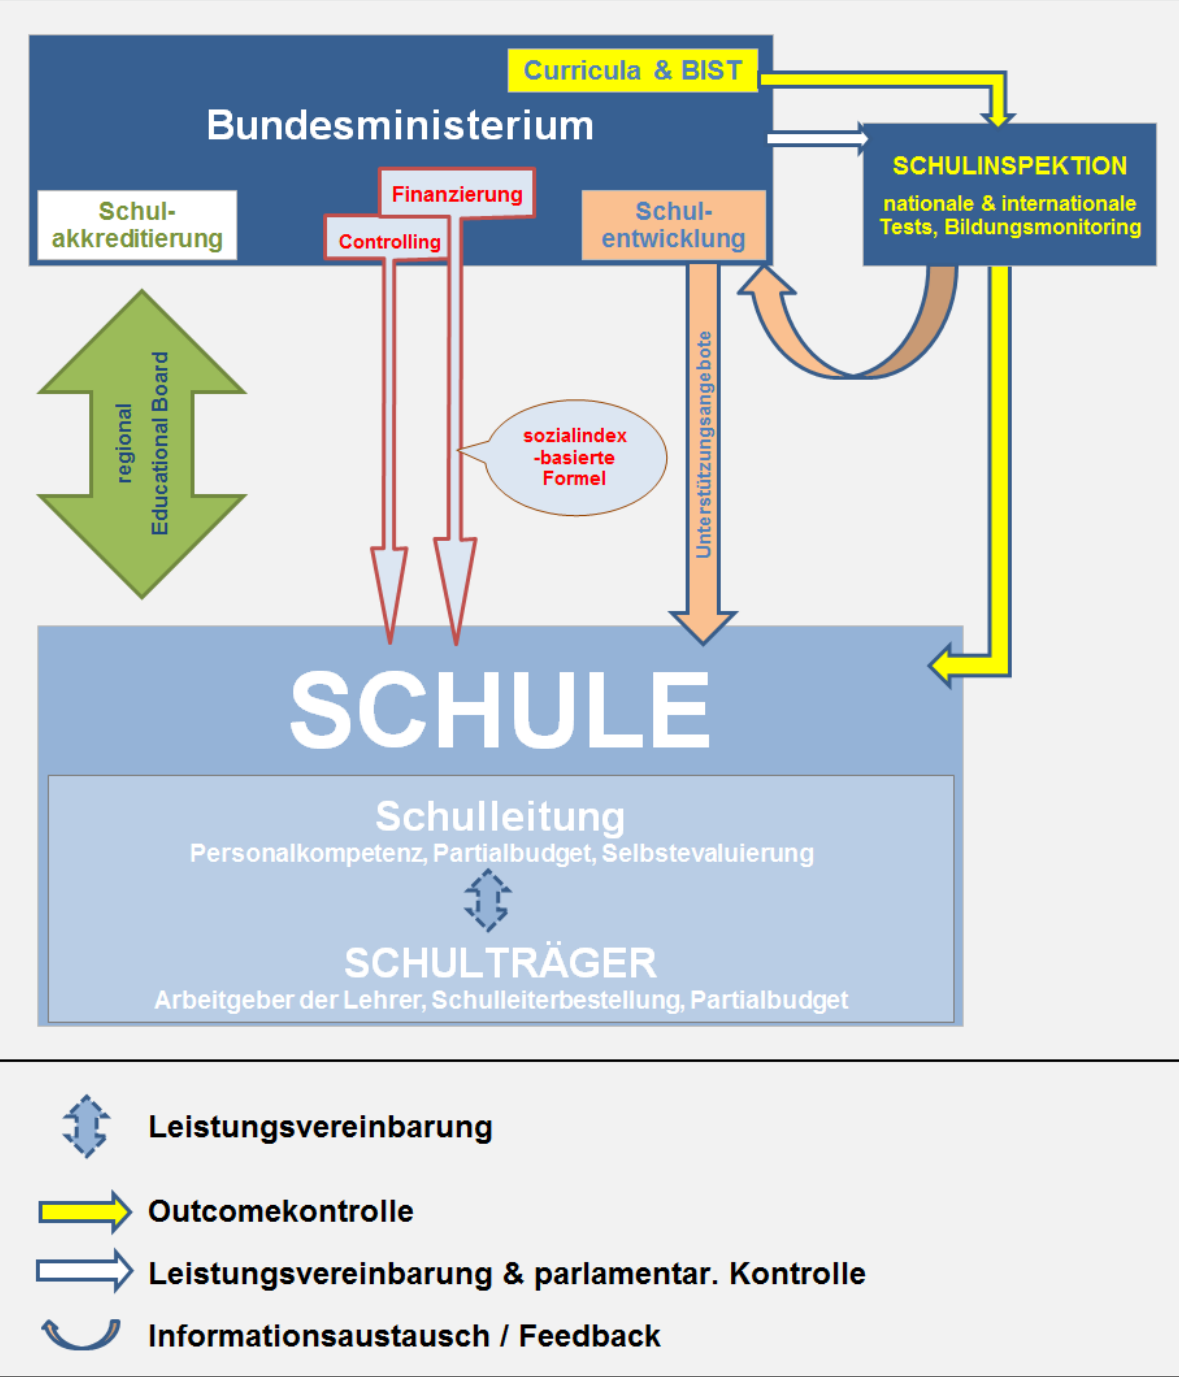 Curricula & BIST
Bundesministerium
SCHULINSPEKTION
nationale & internationale
Tests, Bildungsmonitoring
Schul-
akkreditierung
Finanzierung
Controlling
Schul-
entwicklung
regional
Educational Board
sozialindex
-basierte
Formel
Unterstützungsangebote
SCHULE
Schulleitung
Personalkompetenz, Partialbudget, Selbstevaluierung
SCHULTRÄGER
Arbeitgeber der Lehrer, Schulleiterbestellung, Partialbudget
Leistungsvereinbarung
Outcomekontrolle
Leistungsvereinbarung & parlamentar. Kontrolle
Informationsaustausch / Feedback